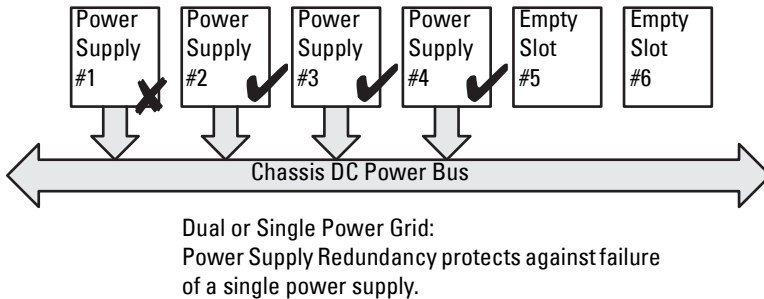 Power Supply #1
Power Supply #2
Power Supply #3
Power Supply #4
Empty Slot #5
Empty Slot #6
Chassis DC Power Bus
Dual or Single Power Grid:
Power Supply Redundancy protects against failure
of a single power supply.